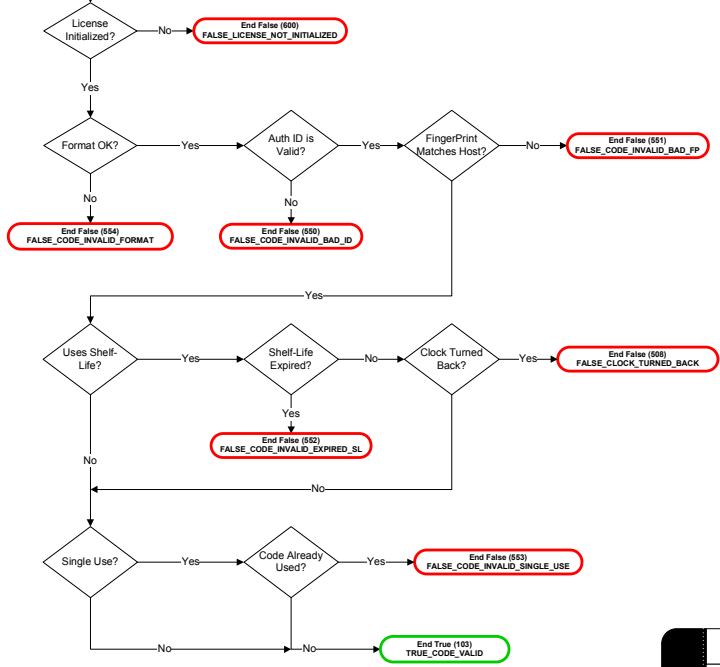 License
Initialized?
No
End False (600)
FALSE_LICENSE_NOT_INITIALIZED
Yes
Format OK?
Yes
Auth ID is
Valid?
Yes
FingerPrint
Matches Host?
No
End False (551)
FALSE_CODE_INVALID_BAD_FP
No
End False (554)
FALSE_CODE_INVALID_FORMAT
No
End False (550)
FALSE_CODE_INVALID_BAD_ID
Yes
Uses Shelf-
Life?
Yes
Shelf-Life
Expired?
No
Clock Turned
Back?
Yes
End False (508)
FALSE_CLOCK_TURNED_BACK
Yes
End False (552)
FALSE_CODE_INVALID_EXPIRED_SL
No
No
Single Use?
Yes
Code Already
Used?
Yes
End False (553)
FALSE_CODE_INVALID_SINGLE_USE
No
No
End True (103)
TRUE_CODE_VALID